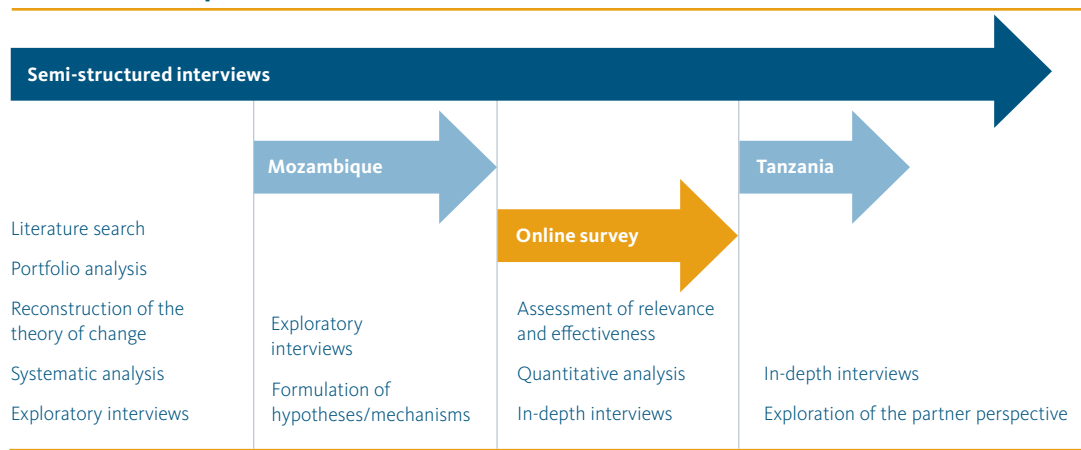 Semi-structured interviews
Mozambique
Tanzania
Online survey
Literature search
Portfolio analysis
Reconstruction of the
theory of change
Systematic analysis
Exploratory interviews
Exploratory
interviews
Formulation of
hypotheses/mechanisms
Assessment of relevance
and effectiveness
Quantitative analysis
In-depth interviews
In-depth interviews
Exploration of the partner perspective